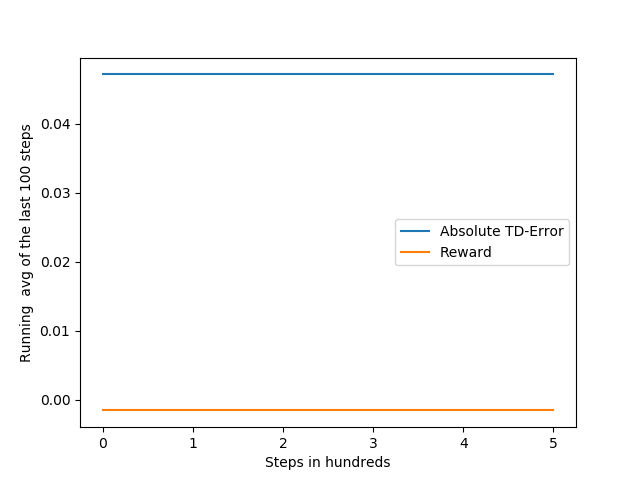 Running  avg of the last 100 steps
0.04
0.03
0.02
0.01
0.00
Absolute TD-Error
Reward
0 1 2 3 4 5
Steps in hundreds